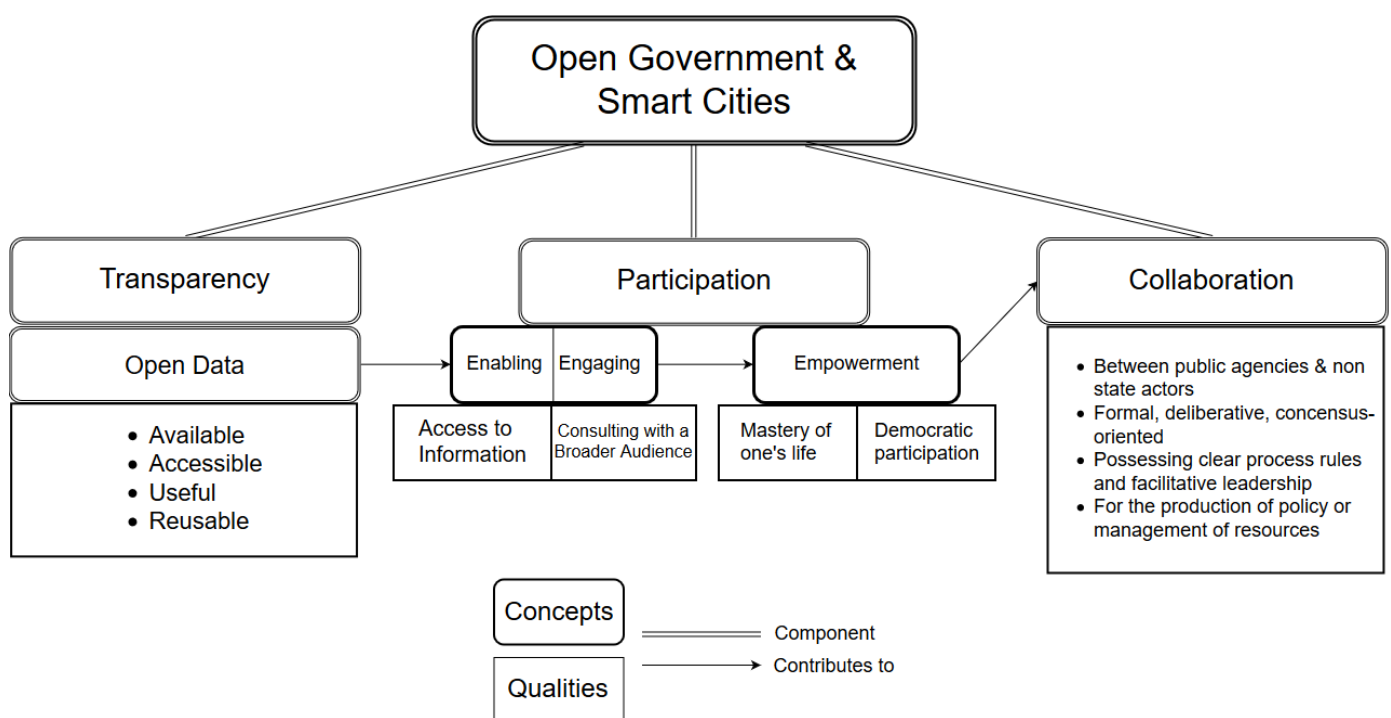 Open Government &
Smart Cities
Transparency
Participation
Collaboration
Open Data
Enabling
Engaging
Empowerment
• Available
• Accessible
• Useful
• Reusable
Access to
Information
Consulting with a
Broader Audience
Mastery of
one's life
Democratic
participation
• Between public agencies & non
state actors
• Formal, deliberative, concensus-
oriented
• Possessing clear process rules
and facilitative leadership
• For the production of policy or
management of resources
Concepts
Qualities
Component
Contributes to